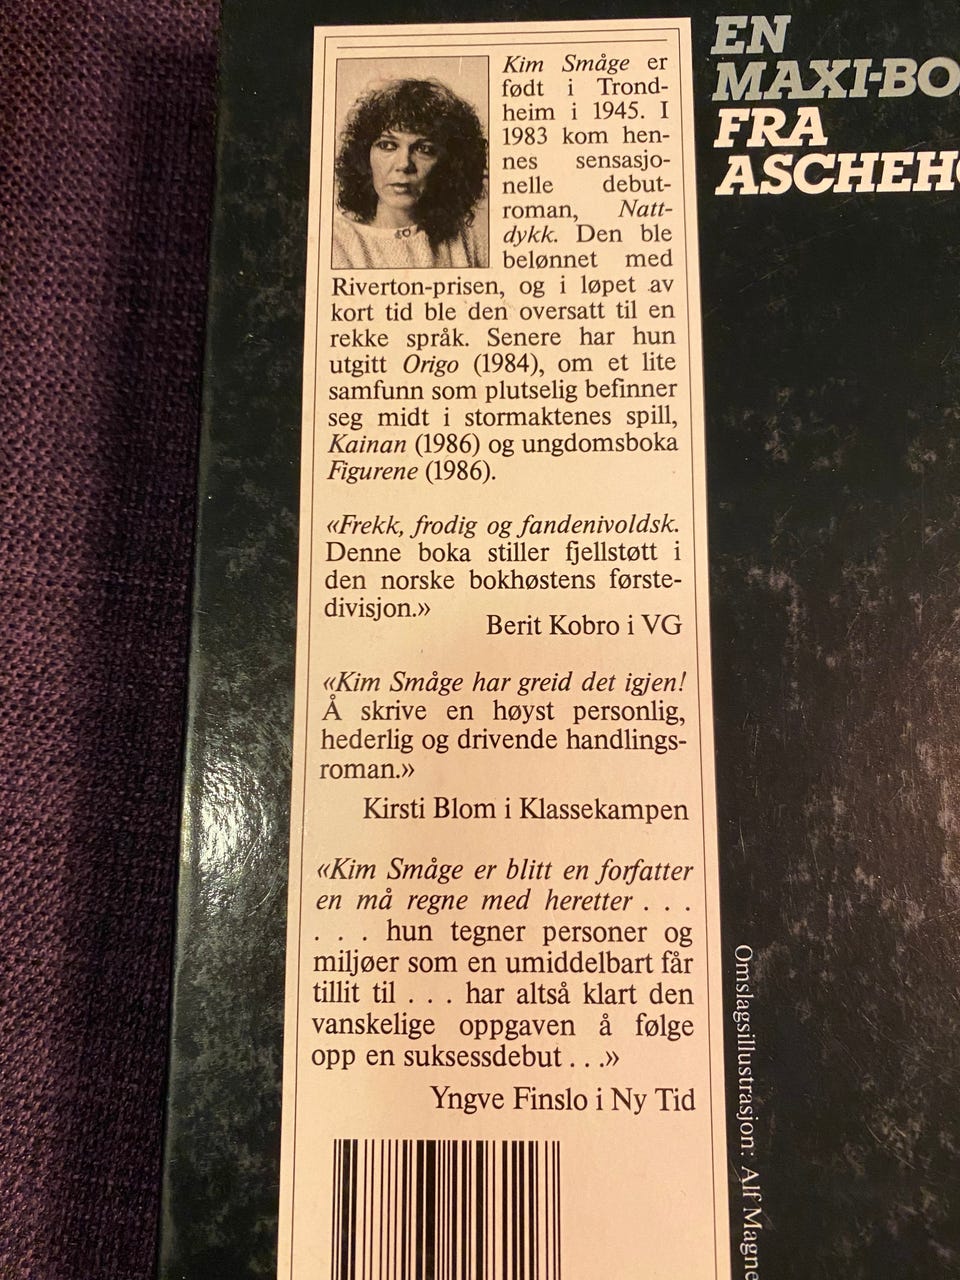 Kim Småge er
født i Trond-
heim i 1945. I
1983 kom hen-
nes sensasjo-
nelle debut-
roman, Natt-
dykk. Den ble
belønnet med
Riverton-prisen, og i løpet av
kort tid ble den oversatt til en
rekke språk. Senere har hun
utgitt Origo (1984), om et lite
samfunn som plutselig befinner
seg midt i stormaktenes spill,
Kainan (1986) og ungdomsboka
Figurene (1986).
«Frekk, frodig og fandenivoldsk.
Denne boka stiller fjellstøtt i
den norske bokhøstens første-
divisjon.»
Berit Kobro i VG
«Kim Småge har greid det igjen!
Å skrive en høyst personlig,
hederlig og drivende handlings-
roman.»
Kirsti Blom i Klassekampen
«Kim Småge er blitt en forfatter
en må regne med heretter . . .
. . . hun tegner personer og
miljøer som en umiddelbart får
tillit til . . . har altså klart den
vanskelige oppgaven å følge
opp en suksessdebut . . .»
Yngve Finslo i Ny Tid
EN
MAXI-BO
FRA
ASCHEH
Omslagsillustrasjon: Alf Magne